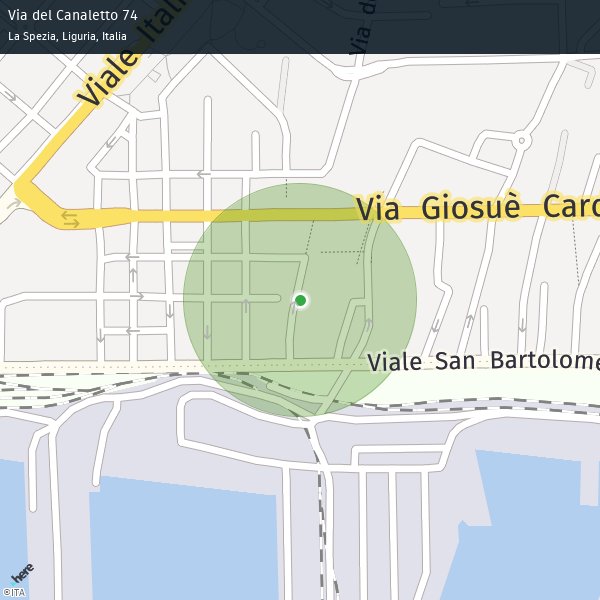 Via del Canaletto 74
La Spezia, Liguria, Italia
Viale Itali
Via d
Via Giosuè Card
Viale San Bartolome
here
©ITA